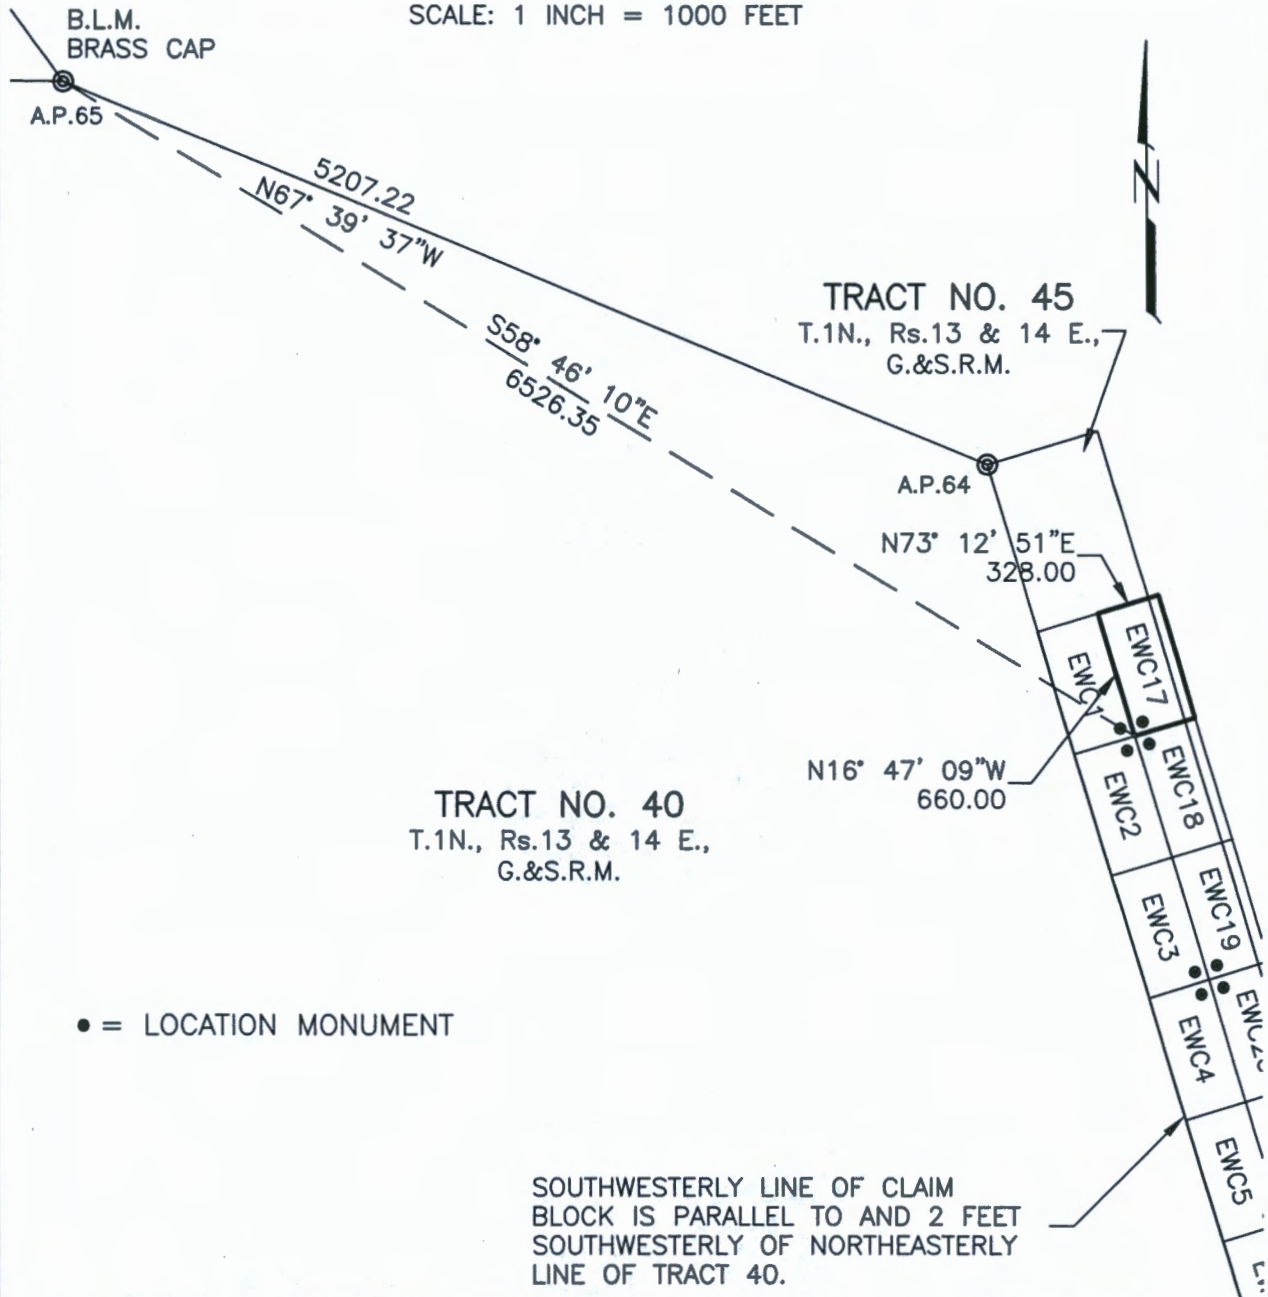 SCALE: 1 INCH = 1000 FEET
B.L.M.
BRASS CAP
A.P.65
5207.22
N67° 39' 37"W
N
TRACT NO. 45
T.1N., Rs.13 & 14 E.,
G.&S.R.M.
S58° 46' 10"E
6526.35
A.P.64
N73° 12' 51"E
328.00
EWC17
EWC1
N16° 47' 09"W
660.00
EWC18
EWC2
TRACT NO. 40
T.1N., Rs.13 & 14 E.,
G.&S.R.M.
EWC19
EWC3
● = LOCATION MONUMENT
EWC4
EWC5
SOUTHWESTERLY LINE OF CLAIM
BLOCK IS PARALLEL TO AND 2 FEET
SOUTHWESTERLY OF NORTHEASTERLY
LINE OF TRACT 40.